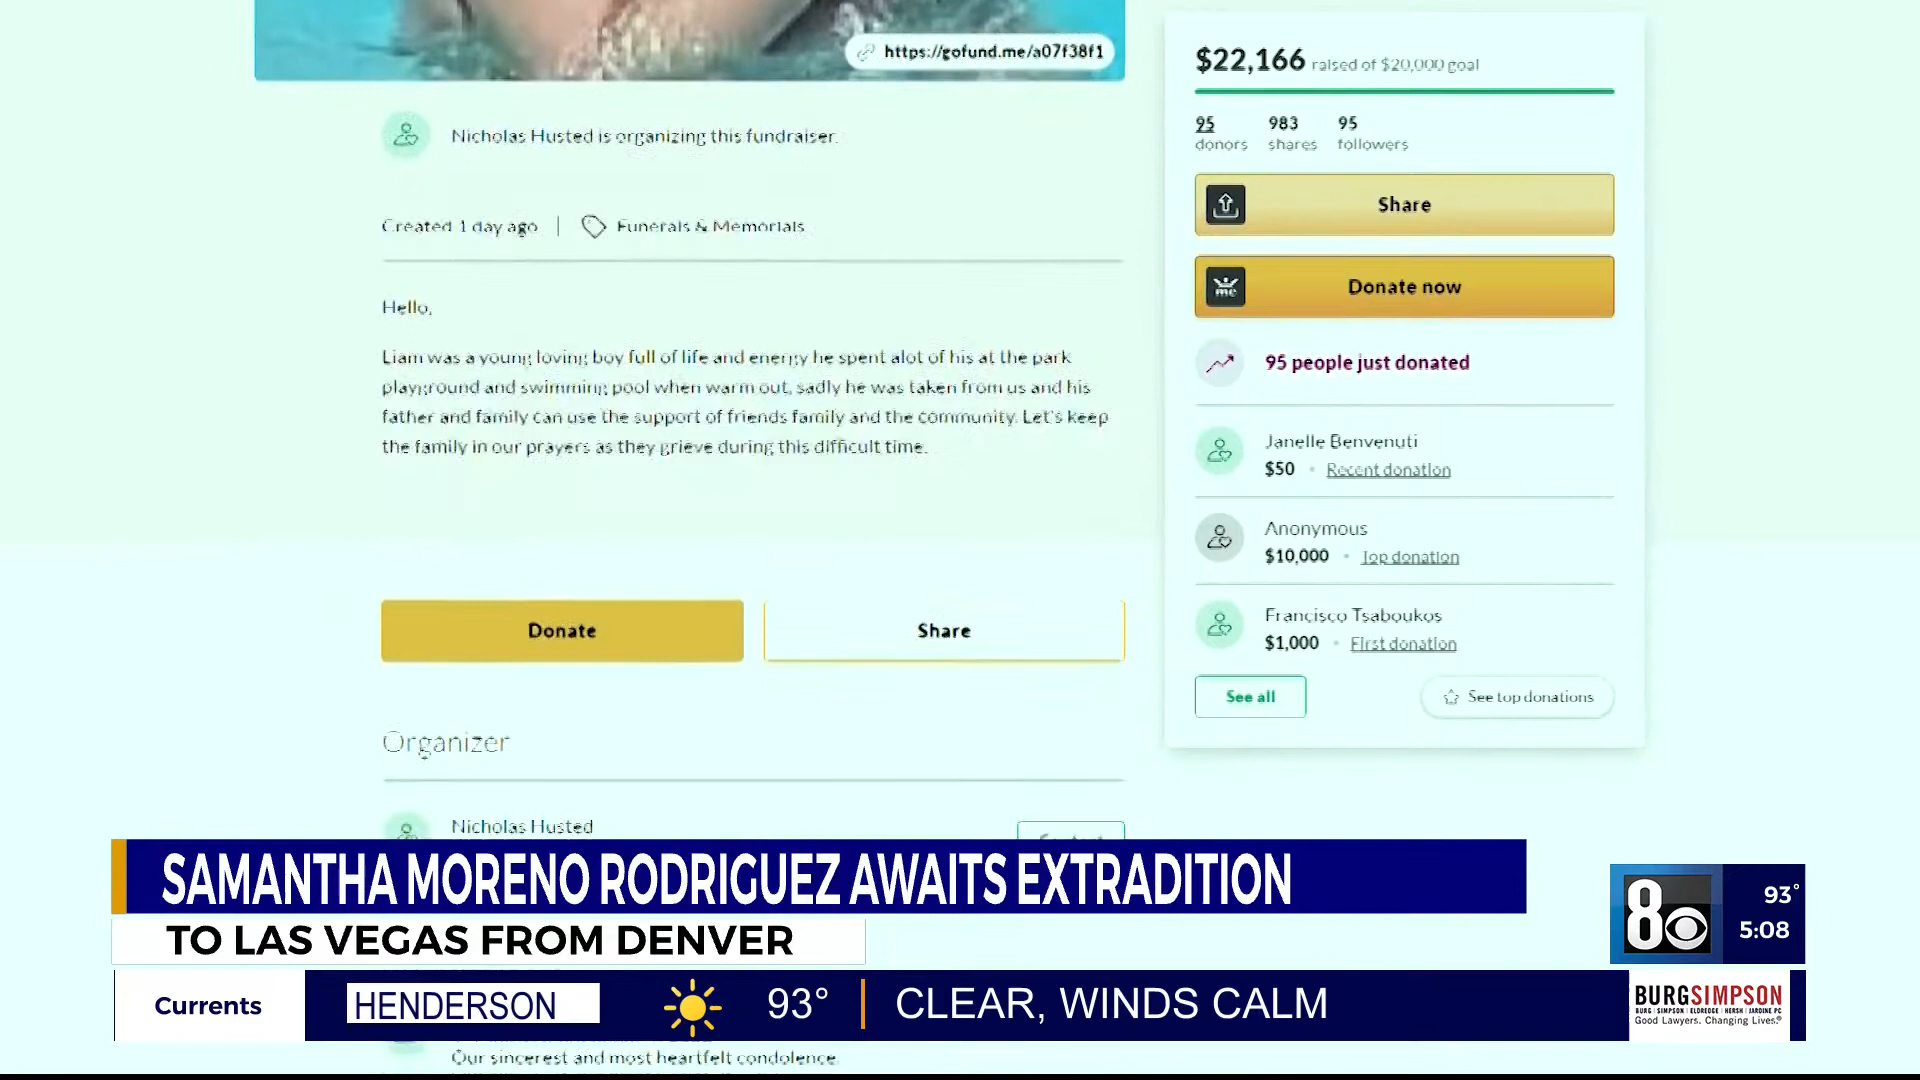 https://gofund.me/a07f38f1
$22,166 raised of $20,000 goal
95 donors
983 shares
95 followers
Share
Donate now
95 people just donated
Janelle Benvenuti
$50 • Recent donation
Anonymous
$10,000 • Top donation
Francisco Tsaboukos
$1,000 • First donation
See all
See top donations
Nicholas Husted is organizing this fundraiser.
Created 1 day ago | Funerals & Memorials
Hello,
Liam was a young loving boy full of life and energy he spent alot of his at the park
playground and swimming pool when warm out, sadly he was taken from us and his
father and family can use the support of friends family and the community. Let's keep
the family in our prayers as they grieve during this difficult time.
Donate
Share
Organizer
Nicholas Husted
SAMANTHA MORENO RODRIGUEZ AWAITS EXTRADITION
TO LAS VEGAS FROM DENVER
8
93°
5:08
Currents
HENDERSON
93°
CLEAR, WINDS CALM
BURGSIMPSON
BURG | SIMPSON | ELDREDGE | HERSH | JARDINE PC
Good Lawyers. Changing Lives.®
Our sincerest and most heartfelt condolence